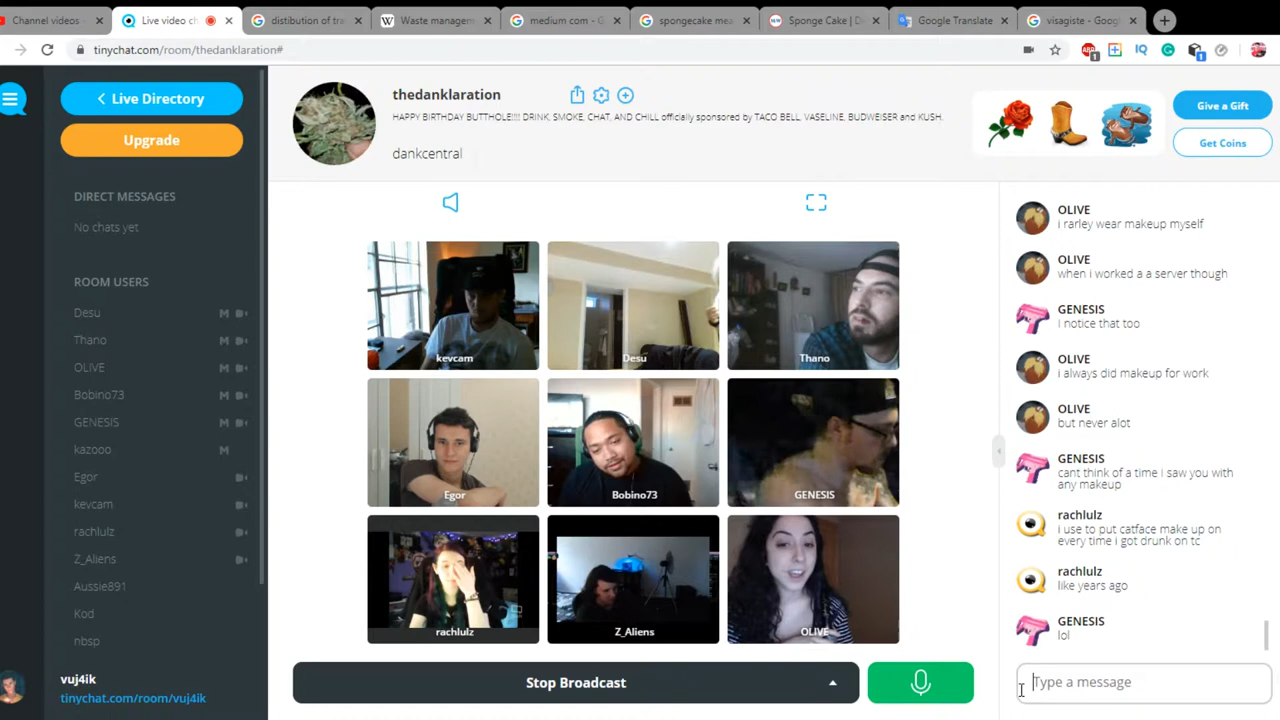 Channel videos -
Live video ch
distibution of tra
Waste managem
medium com - G
spongecake mea
Sponge Cake | D
Google Translate
visagiste - Googl
tinychat.com/room/thedanklaration#
Live Directory
Upgrade
DIRECT MESSAGES
No chats yet
ROOM USERS
Desu M
Thano M
OLIVE M
Bobino73 M
GENESIS M
kazooo M
Egor
kevcam
rachlulz
Z_Aliens
Aussie891
Kod
nbsp
vuj4ik
tinychat.com/room/vuj4ik
thedanklaration
HAPPY BIRTHDAY BUTTHOLE!!!! DRINK, SMOKE, CHAT, AND CHILL officially sponsored by TACO BELL, VASELINE, BUDWEISER and KUSH.
dankcentral
Give a Gift
Get Coins
kevcam
Desu
Thano
Egor
Bobino73
GENESIS
rachlulz
Z_Aliens
OLIVE
Stop Broadcast
OLIVE
i rarley wear makeup myself
OLIVE
when i worked a a server though
GENESIS
I notice that too
OLIVE
i always did makeup for work
OLIVE
but never alot
GENESIS
cant think of a time i saw you with
any makeup
rachlulz
i use to put catface make up on
every time i got drunk on tc
rachlulz
like years ago
GENESIS
lol
Type a message